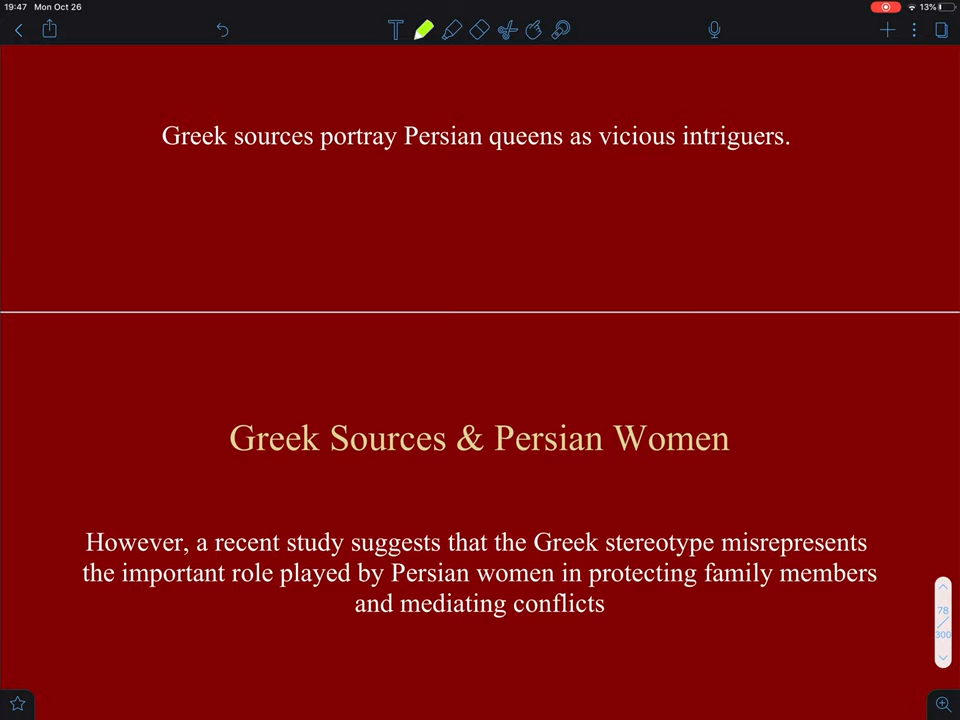 19:47 Mon Oct 26
13%
T
Greek sources portray Persian queens as vicious intriguers.
Greek Sources & Persian Women
However, a recent study suggests that the Greek stereotype misrepresents
the important role played by Persian women in protecting family members
and mediating conflicts
78
300